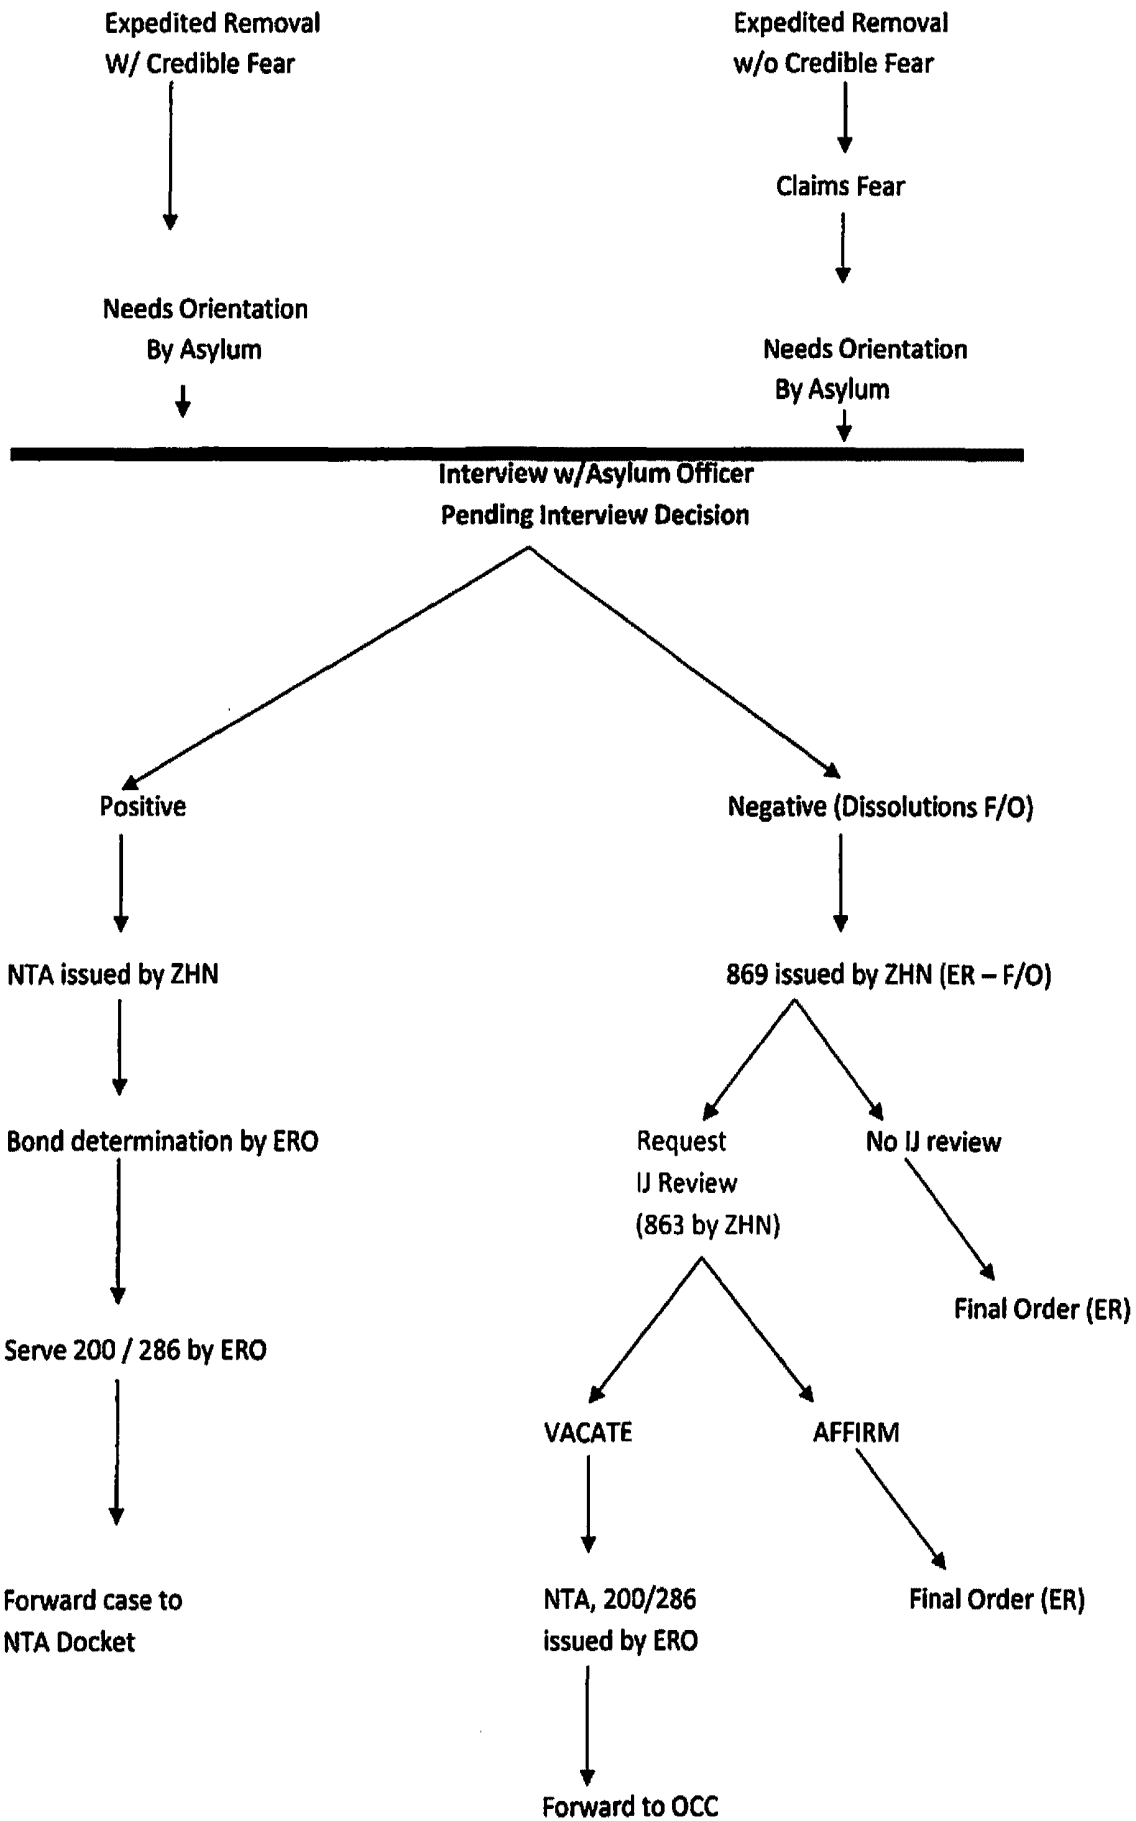 Expedited Removal
W/ Credible Fear
Expedited Removal
w/o Credible Fear
Claims Fear
Needs Orientation
By Asylum
Needs Orientation
By Asylum
Interview w/Asylum Officer
Pending Interview Decision
Positive
Negative (Dissolutions F/O)
NTA issued by ZHN
869 issued by ZHN (ER – F/O)
Bond determination by ERO
Request
IJ Review
(863 by ZHN)
No IJ review
Final Order (ER)
Serve 200 / 286 by ERO
VACATE
AFFIRM
Forward case to
NTA Docket
NTA, 200/286
issued by ERO
Final Order (ER)
Forward to OCC